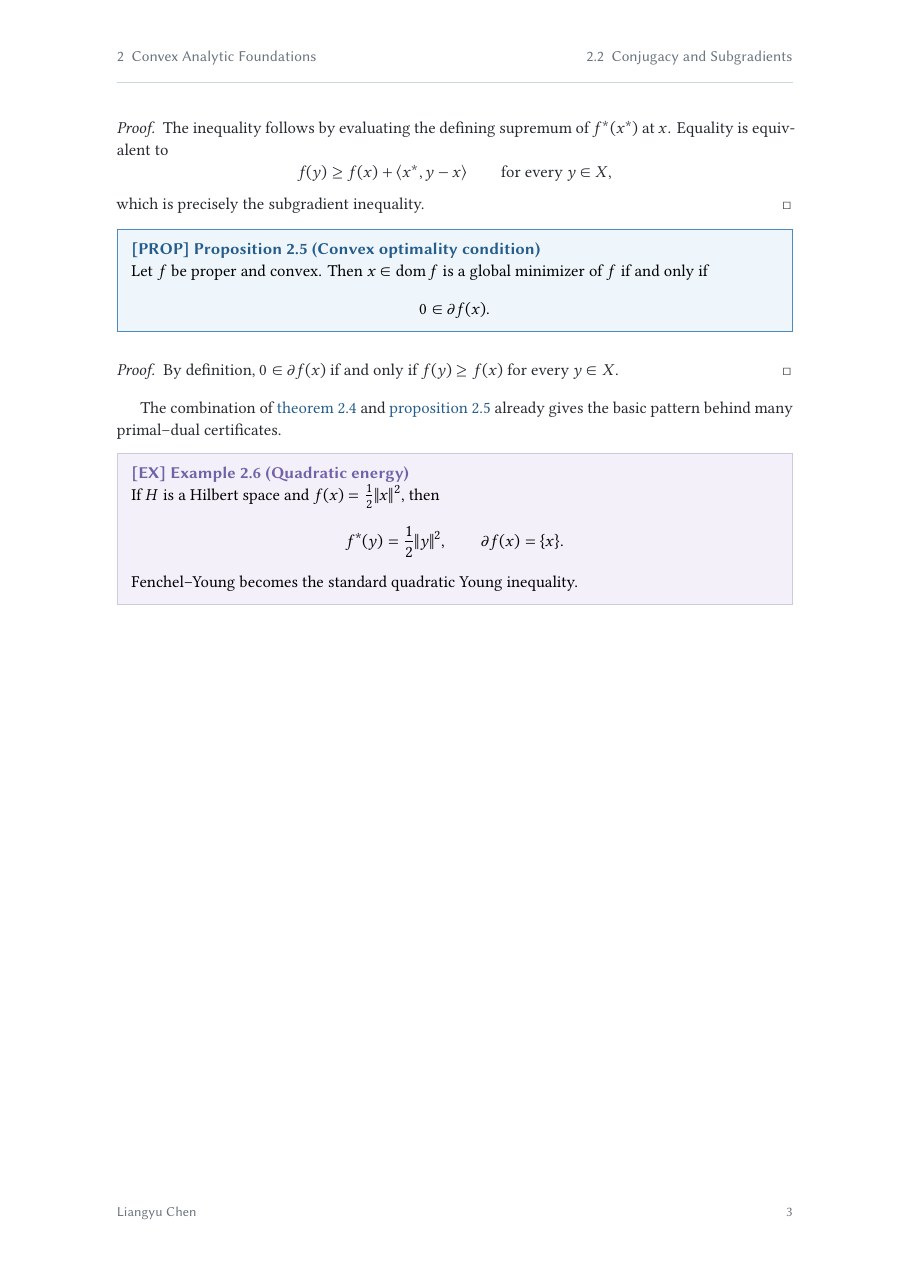 2 Convex Analytic Foundations
2.2 Conjugacy and Subgradients
Proof. The inequality follows by evaluating the defining supremum of f*(x*) at x. Equality is equiv-
alent to
f(y) ≥ f(x) + ⟨x*, y − x⟩ for every y ∈ X,
which is precisely the subgradient inequality. □
[PROP] Proposition 2.5 (Convex optimality condition)
Let f be proper and convex. Then x ∈ dom f is a global minimizer of f if and only if
0 ∈ ∂f(x).
Proof. By definition, 0 ∈ ∂f(x) if and only if f(y) ≥ f(x) for every y ∈ X. □
The combination of theorem 2.4 and proposition 2.5 already gives the basic pattern behind many
primal–dual certificates.
[EX] Example 2.6 (Quadratic energy)
If H is a Hilbert space and f(x) = ½‖x‖², then
f*(y) = ½‖y‖², ∂f(x) = {x}.
Fenchel–Young becomes the standard quadratic Young inequality.
Liangyu Chen
3